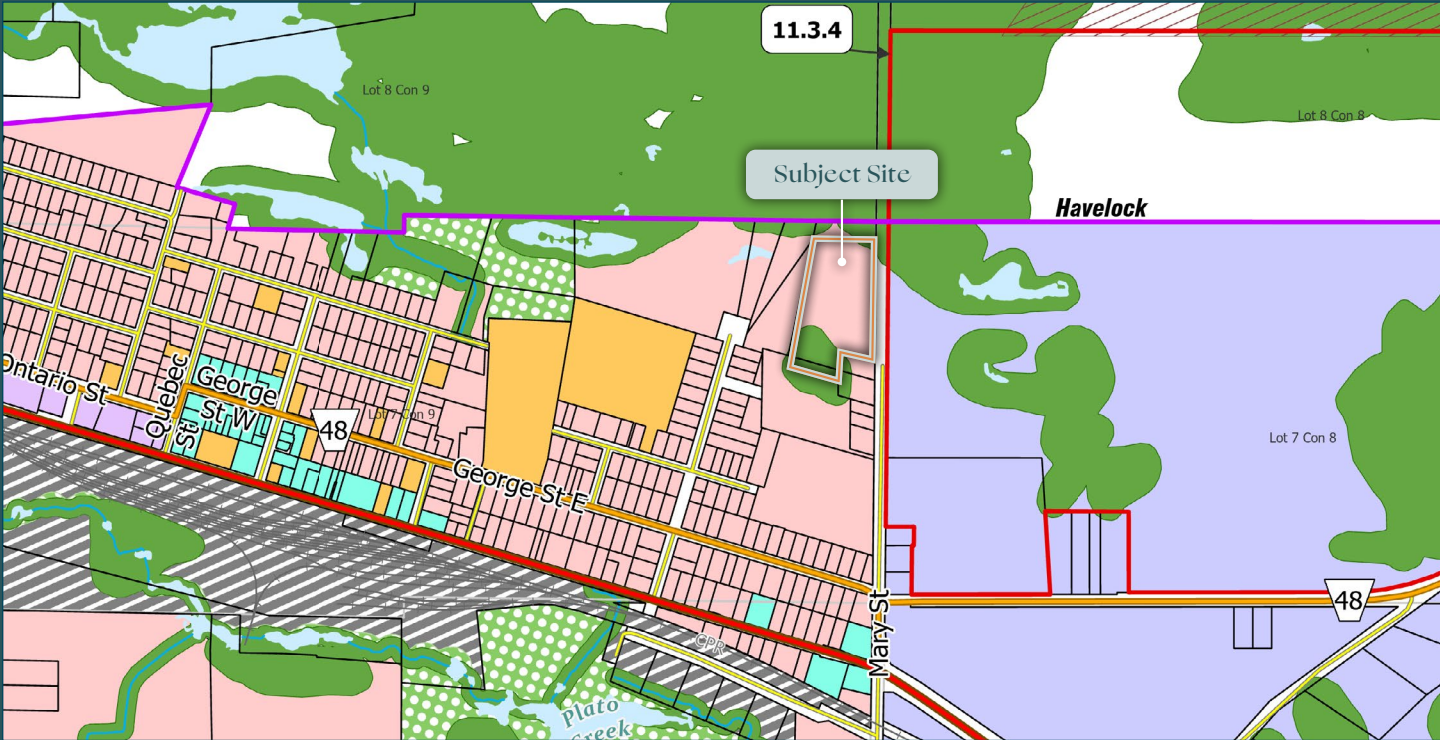 11.3.4
Lot 8 Con 9
Lot 8 Con 8
Subject Site
Havelock
Ontario St
Quebec
St
George
St W
48
Lot 7 Con 9
Lot 7 Con 8
George St E
48
Mary St
CPR
Plato
Creek